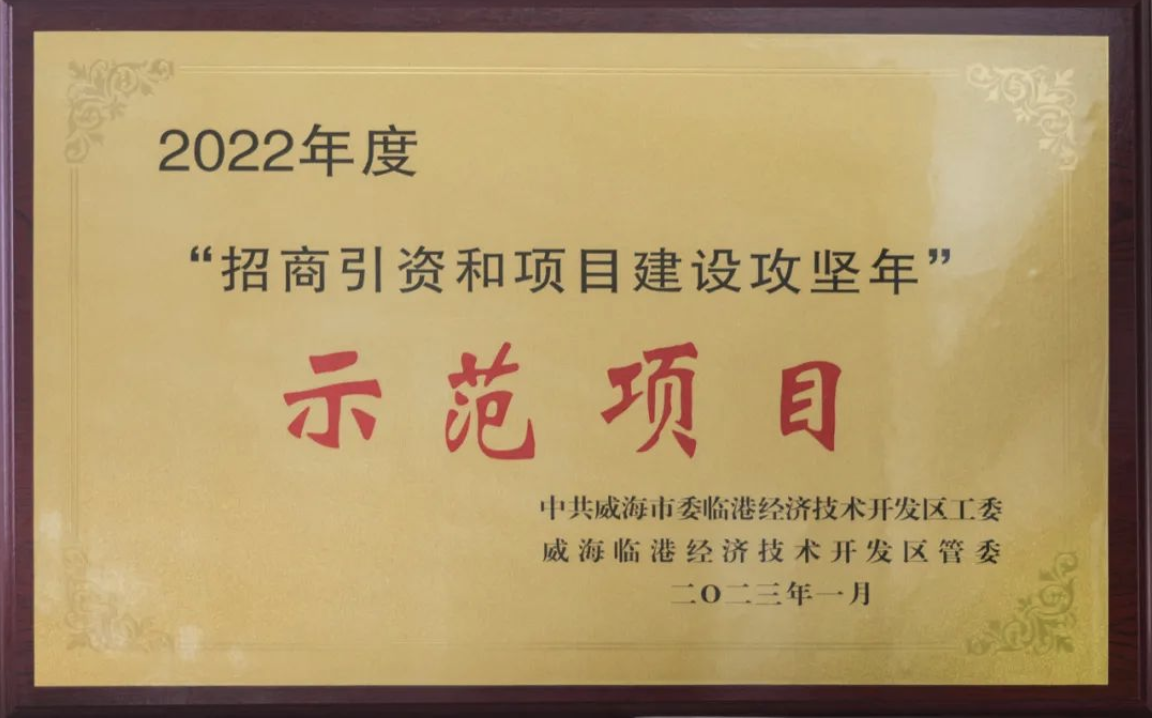 2022年度
“招商引资和项目建设攻坚年”
示范项目
中共威海市委临港经济技术开发区工委
威海临港经济技术开发区管委
二〇二三年一月